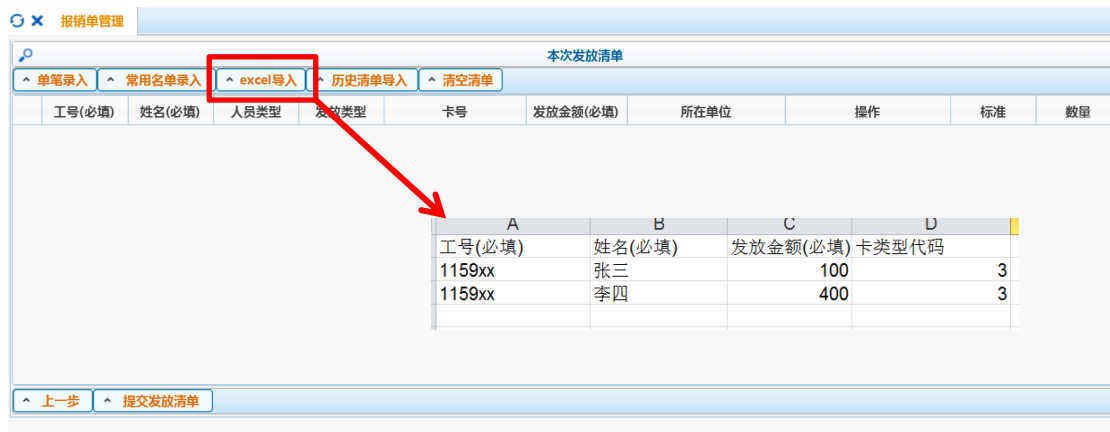 报销单管理
本次发放清单
单笔录入 常用名单录入 excel导入 历史清单导入 清空清单
工号(必填) 姓名(必填) 人员类型 发放类型 卡号 发放金额(必填) 所在单位 操作 标准 数量
A B C D
工号(必填) 姓名(必填) 发放金额(必填) 卡类型代码
1159xx 张三 100 3
1159xx 李四 400 3
上一步 提交发放清单